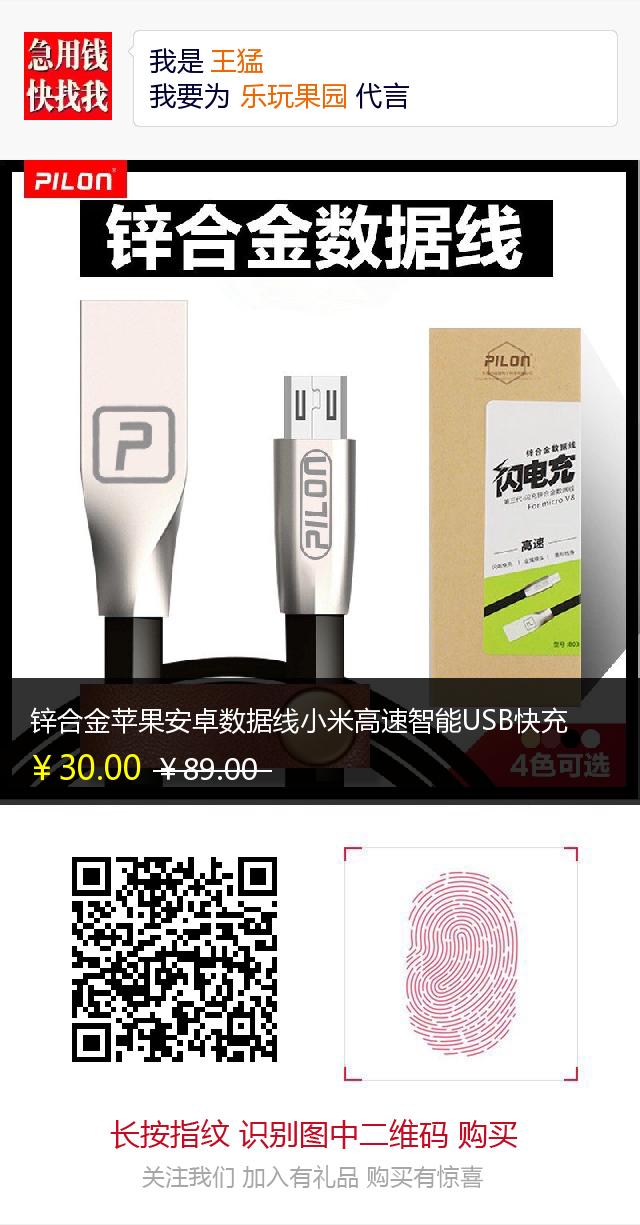 急用钱
快找我
我是 王猛
我要为 乐玩果园 代言
PILON
锌合金数据线
P
PILON
PILON
锌合金数据线
闪电充
For micro V8
高速
锌合金苹果安卓数据线小米高速智能USB快充
￥30.00 ￥89.00
4色可选
长按指纹 识别图中二维码 购买
关注我们 加入有礼品 购买有惊喜